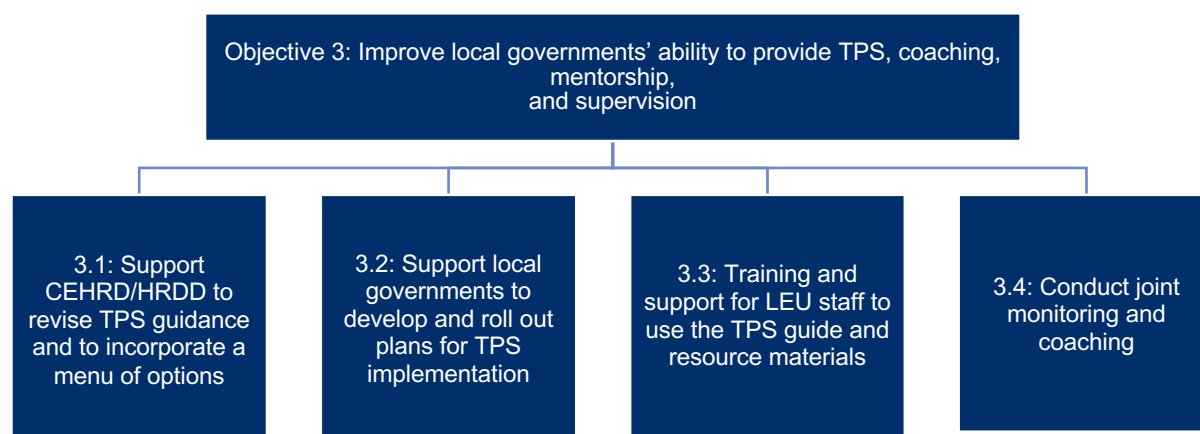 Objective 3: Improve local governments’ ability to provide TPS, coaching,
mentorship,
and supervision
3.1: Support
CEHRD/HRDD to
revise TPS guidance
and to incorporate a
menu of options
3.2: Support local
governments to
develop and roll out
plans for TPS
implementation
3.3: Training and
support for LEU staff to
use the TPS guide and
resource materials
3.4: Conduct joint
monitoring and
coaching